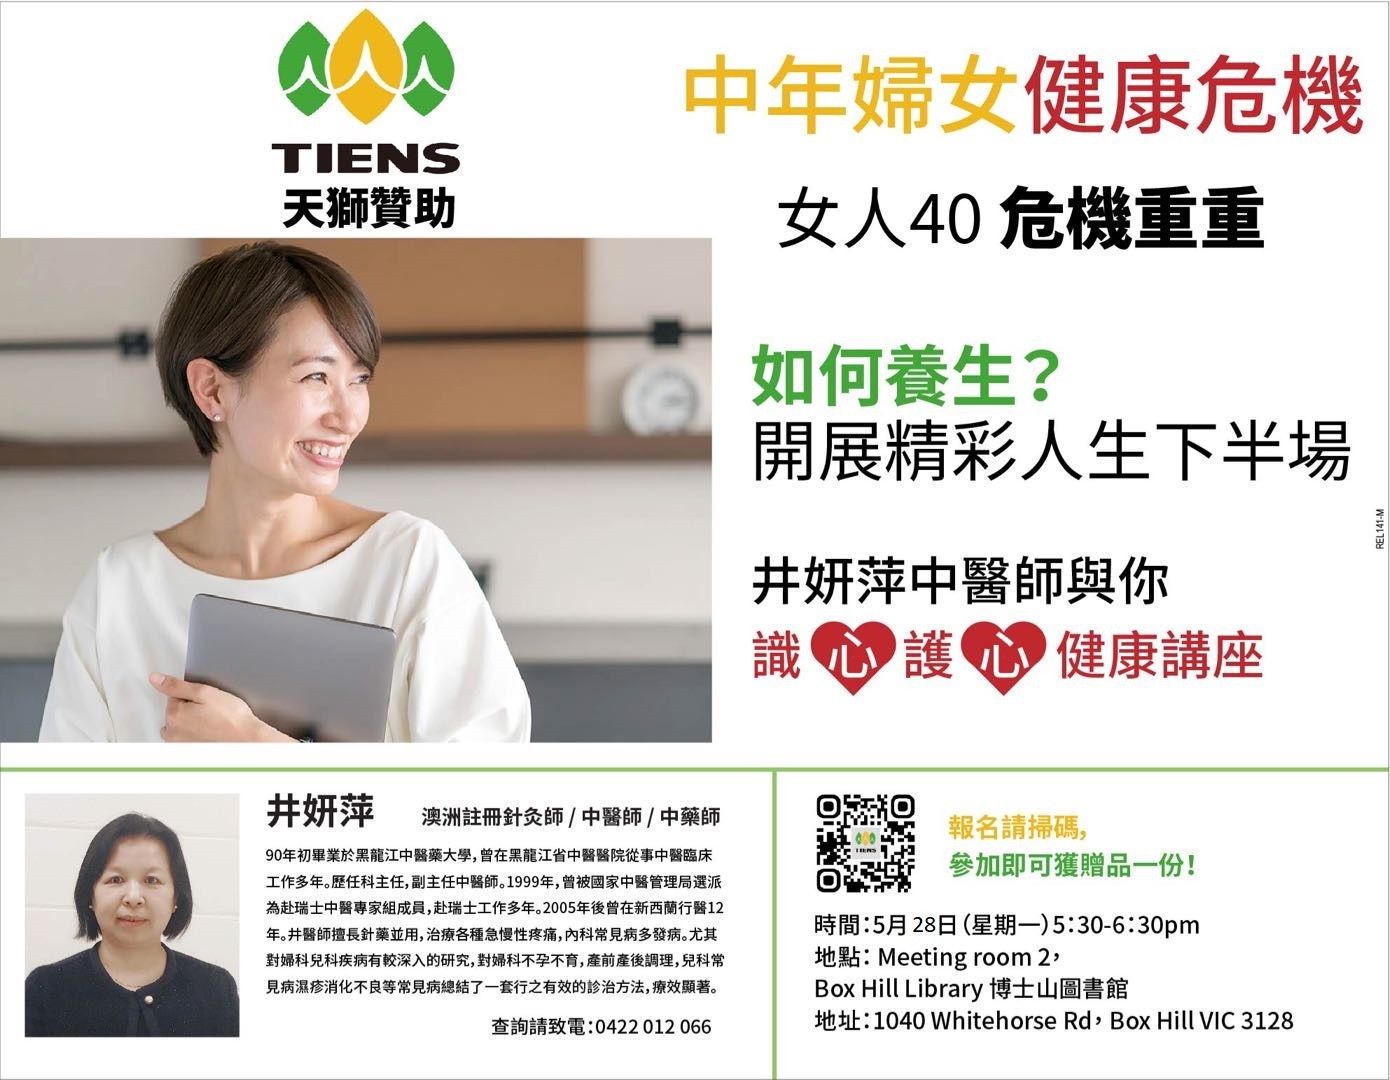 TIENS
天獅贊助
中年婦女健康危機
女人40 危機重重
如何養生？
開展精彩人生下半場
井妍萍中醫師與你
識心護心健康講座
REL141-M
井妍萍 澳洲註冊針灸師 / 中醫師 / 中藥師
90年初畢業於黑龍江中醫藥大學，曾在黑龍江省中醫醫院從事中醫臨床
工作多年。歷任科主任，副主任中醫師。1999年，曾被國家中醫管理局選派
為赴瑞士中醫專家組成員，赴瑞士工作多年。2005年後曾在新西蘭行醫12
年。井醫師擅長針藥並用，治療各種急慢性疼痛，內科常見病多發病。尤其
對婦科兒科疾病有較深入的研究，對婦科不孕不育，產前產後調理，兒科常
見病濕疹消化不良等常見病總結了一套行之有效的診治方法，療效顯著。
查詢請致電：0422 012 066
TIENS
報名請掃碼，
參加即可獲贈品一份！
時間：5月28日（星期一）5：30-6：30pm
地點： Meeting room 2，
Box Hill Library 博士山圖書館
地址：1040 Whitehorse Rd，Box Hill VIC 3128